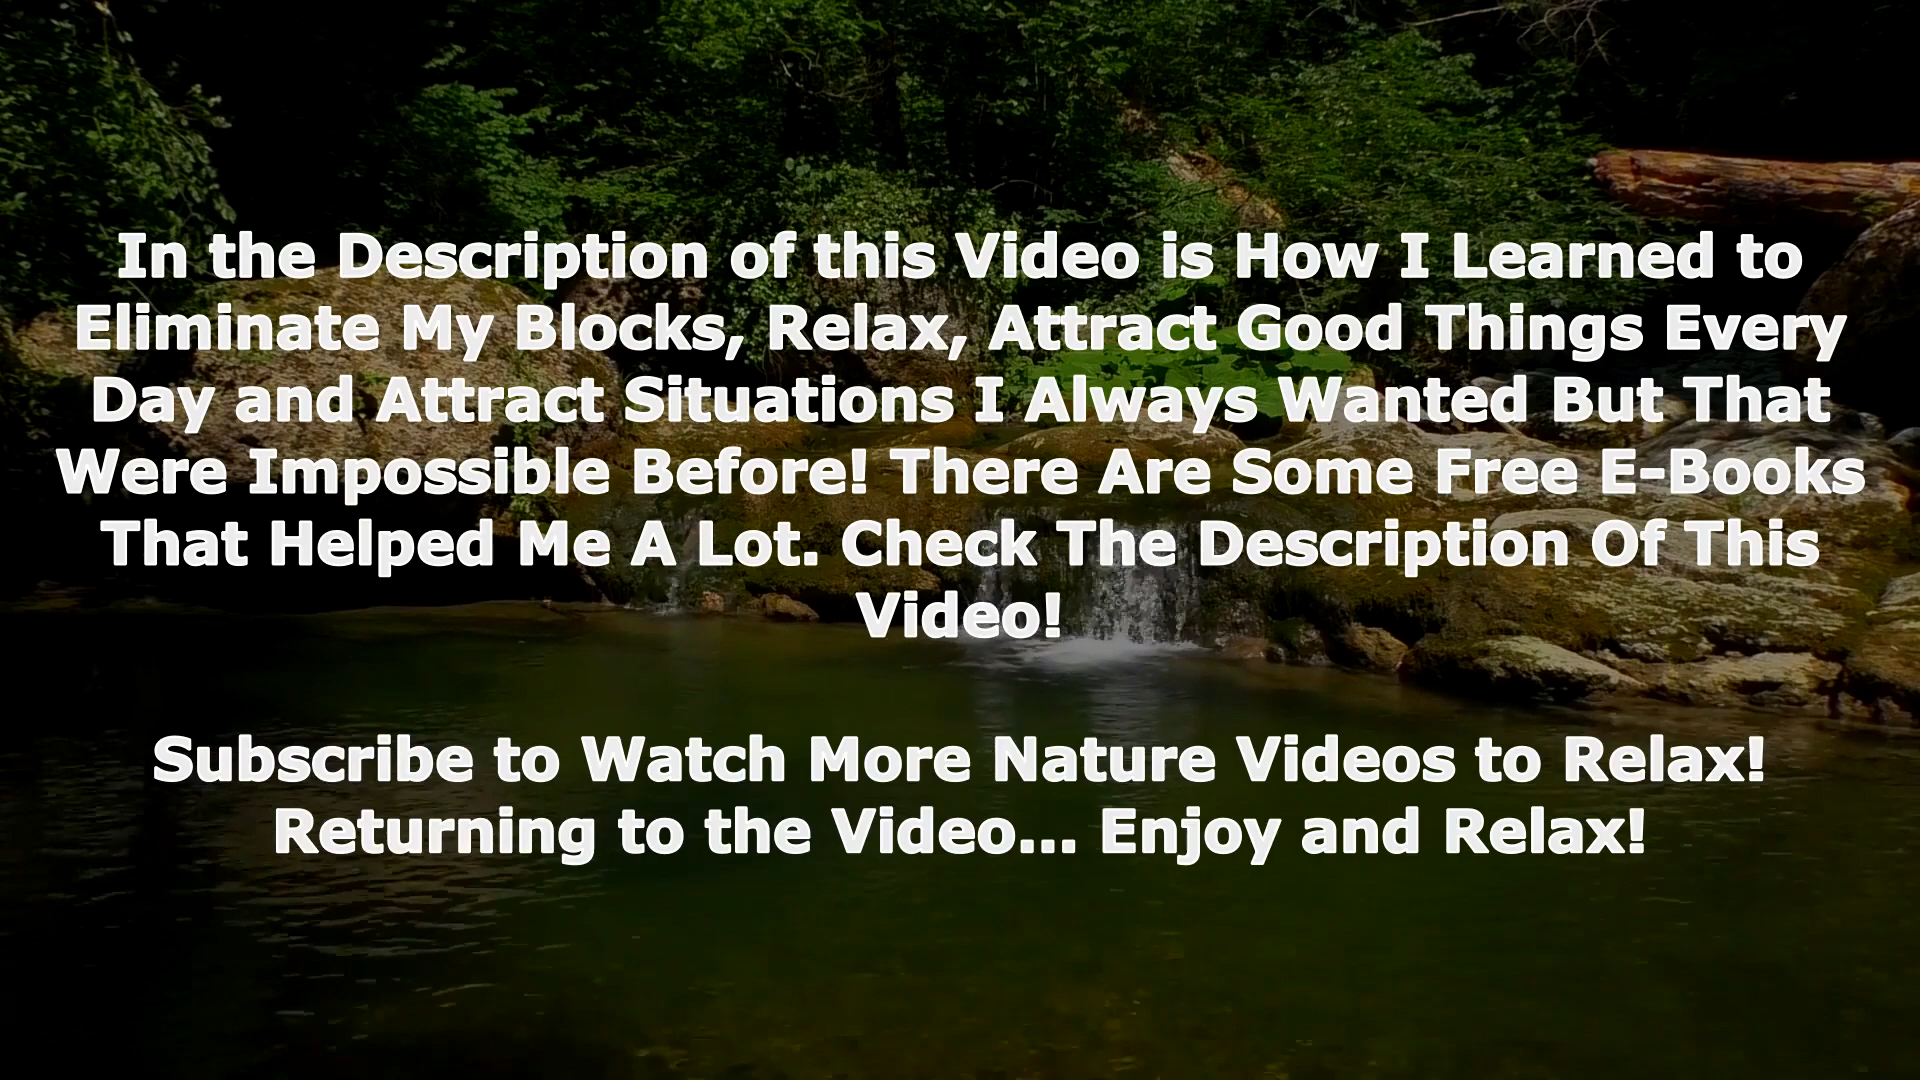 In the Description of this Video is How I Learned to
Eliminate My Blocks, Relax, Attract Good Things Every
Day and Attract Situations I Always Wanted But That
Were Impossible Before! There Are Some Free E-Books
That Helped Me A Lot. Check The Description Of This
Video!
Subscribe to Watch More Nature Videos to Relax!
Returning to the Video... Enjoy and Relax!